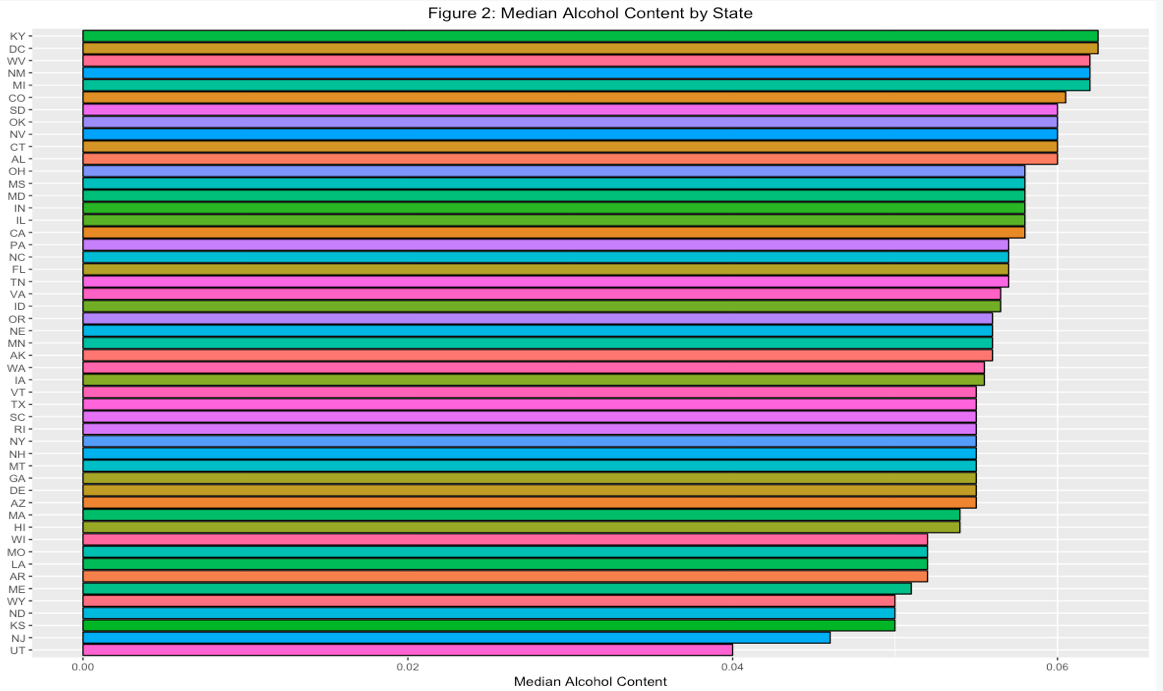 Figure 2: Median Alcohol Content by State
KY
DC
WV
NM
MI
CO
SD
OK
NV
CT
AL
OH
MS
MD
IN
IL
CA
PA
NC
FL
TN
VA
ID
OR
NE
MN
AK
WA
IA
VT
TX
SC
RI
NY
NH
MT
GA
DE
AZ
MA
HI
WI
MO
LA
AR
ME
WY
ND
KS
NJ
UT
0.00 0.02 0.04 0.06
Median Alcohol Content